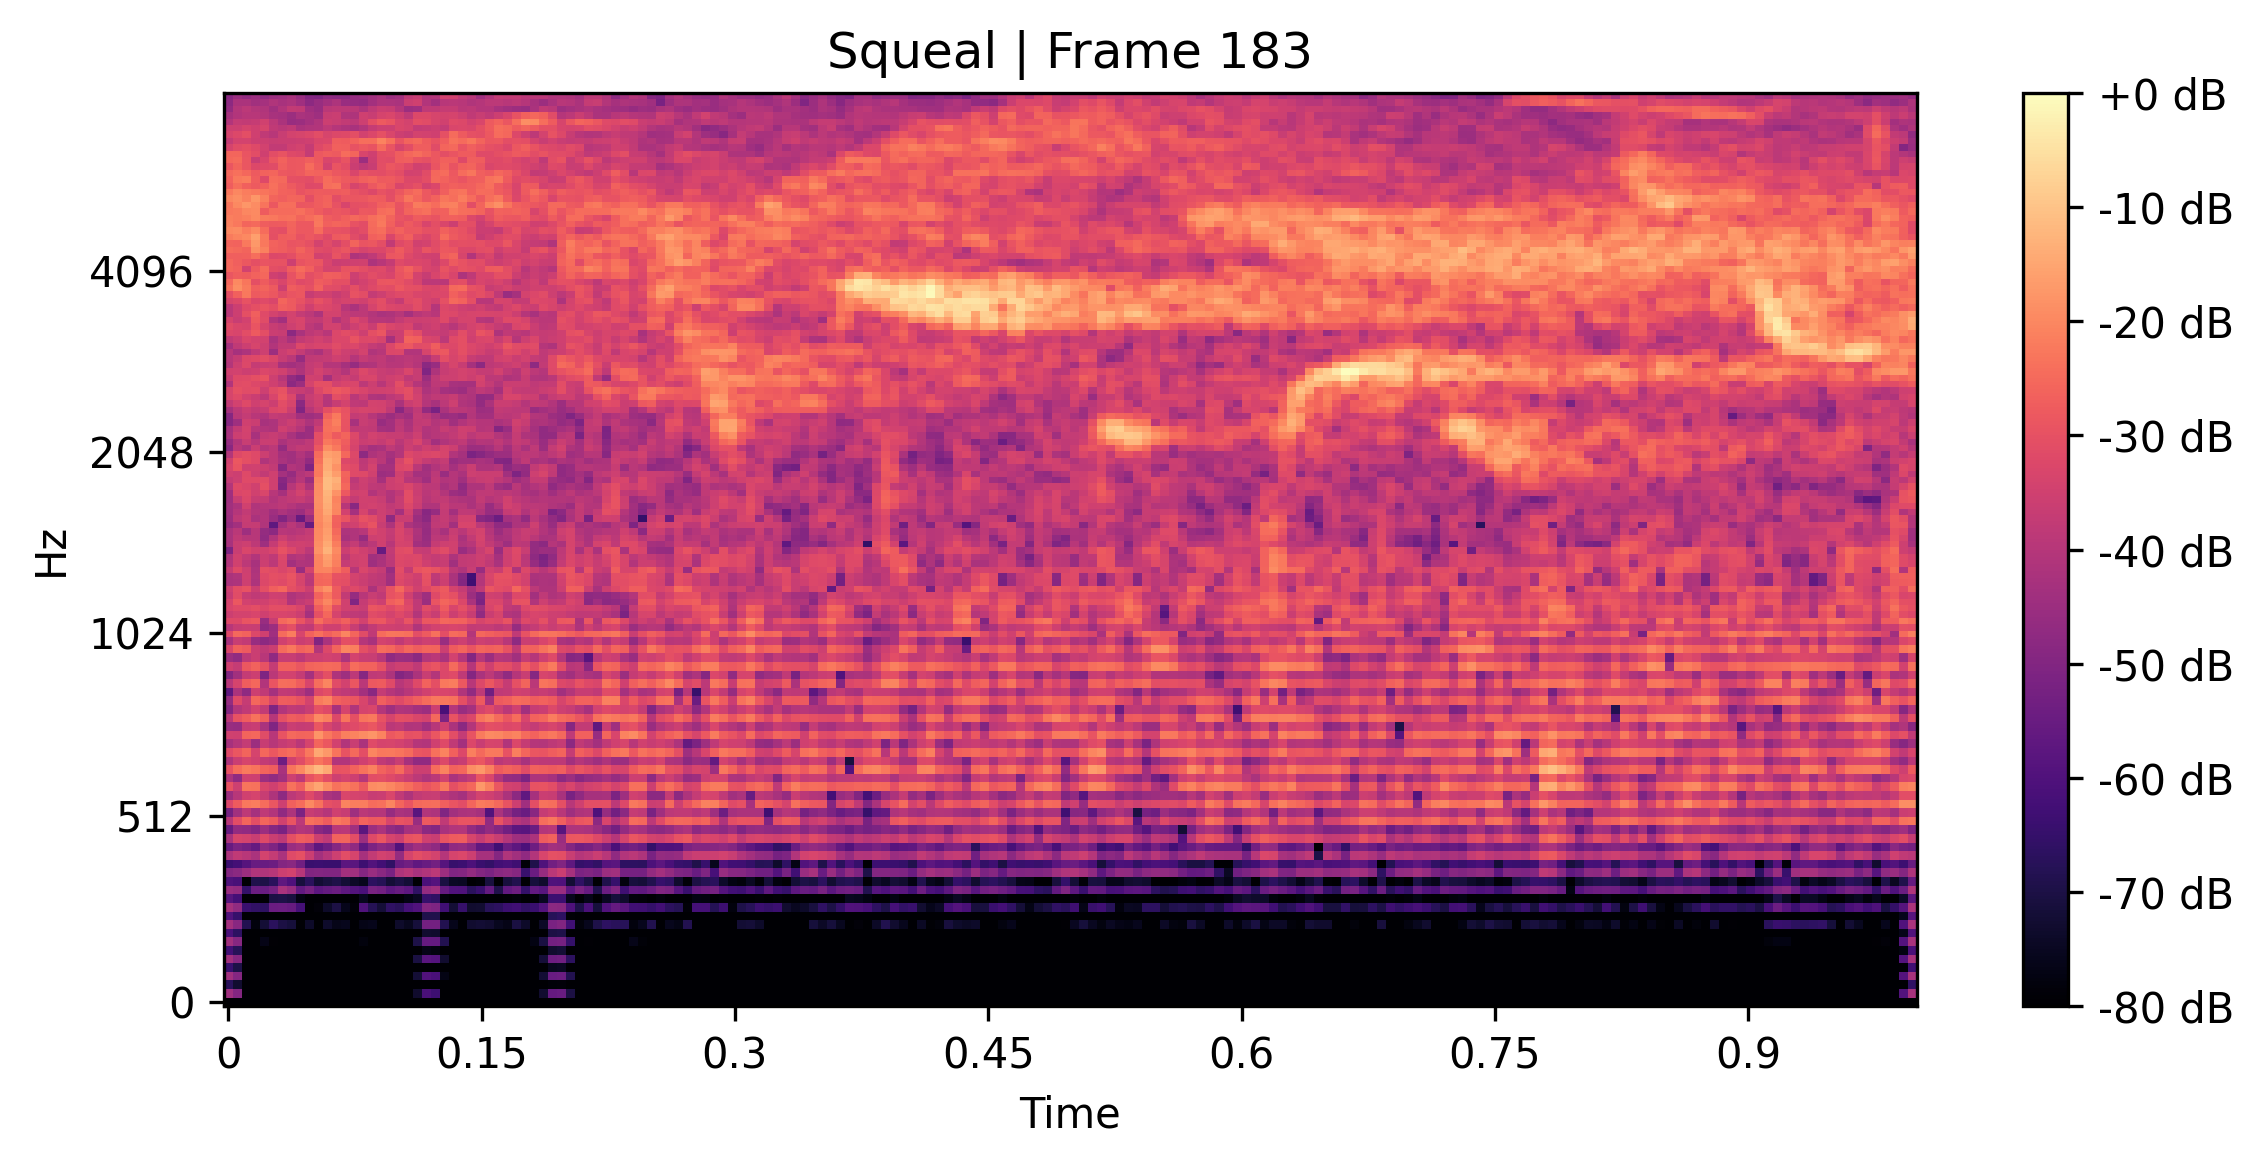 Squeal | Frame 183
+0 dB
-10 dB
-20 dB
-30 dB
-40 dB
-50 dB
-60 dB
-70 dB
-80 dB
Hz
4096
2048
1024
512
0
0 0.15 0.3 0.45 0.6 0.75 0.9
Time